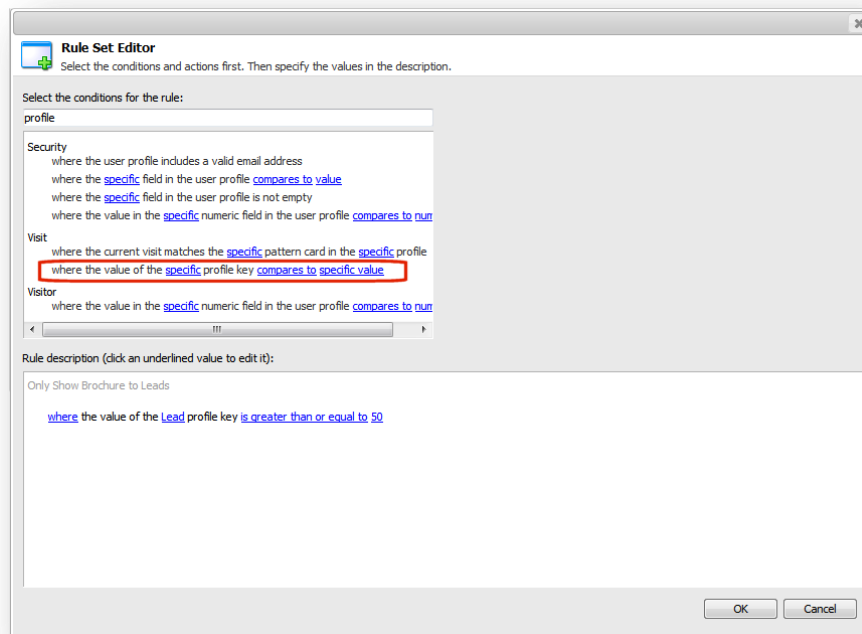 Rule Set Editor
Select the conditions and actions first. Then specify the values in the description.
Select the conditions for the rule:
profile
Security
where the user profile includes a valid email address
where the specific field in the user profile compares to value
where the specific field in the user profile is not empty
where the value in the specific numeric field in the user profile compares to num
Visit
where the current visit matches the specific pattern card in the specific profile
where the value of the specific profile key compares to specific value
Visitor
where the value in the specific numeric field in the user profile compares to num
Rule description (click an underlined value to edit it):
Only Show Brochure to Leads
where the value of the Lead profile key is greater than or equal to 50
OK
Cancel